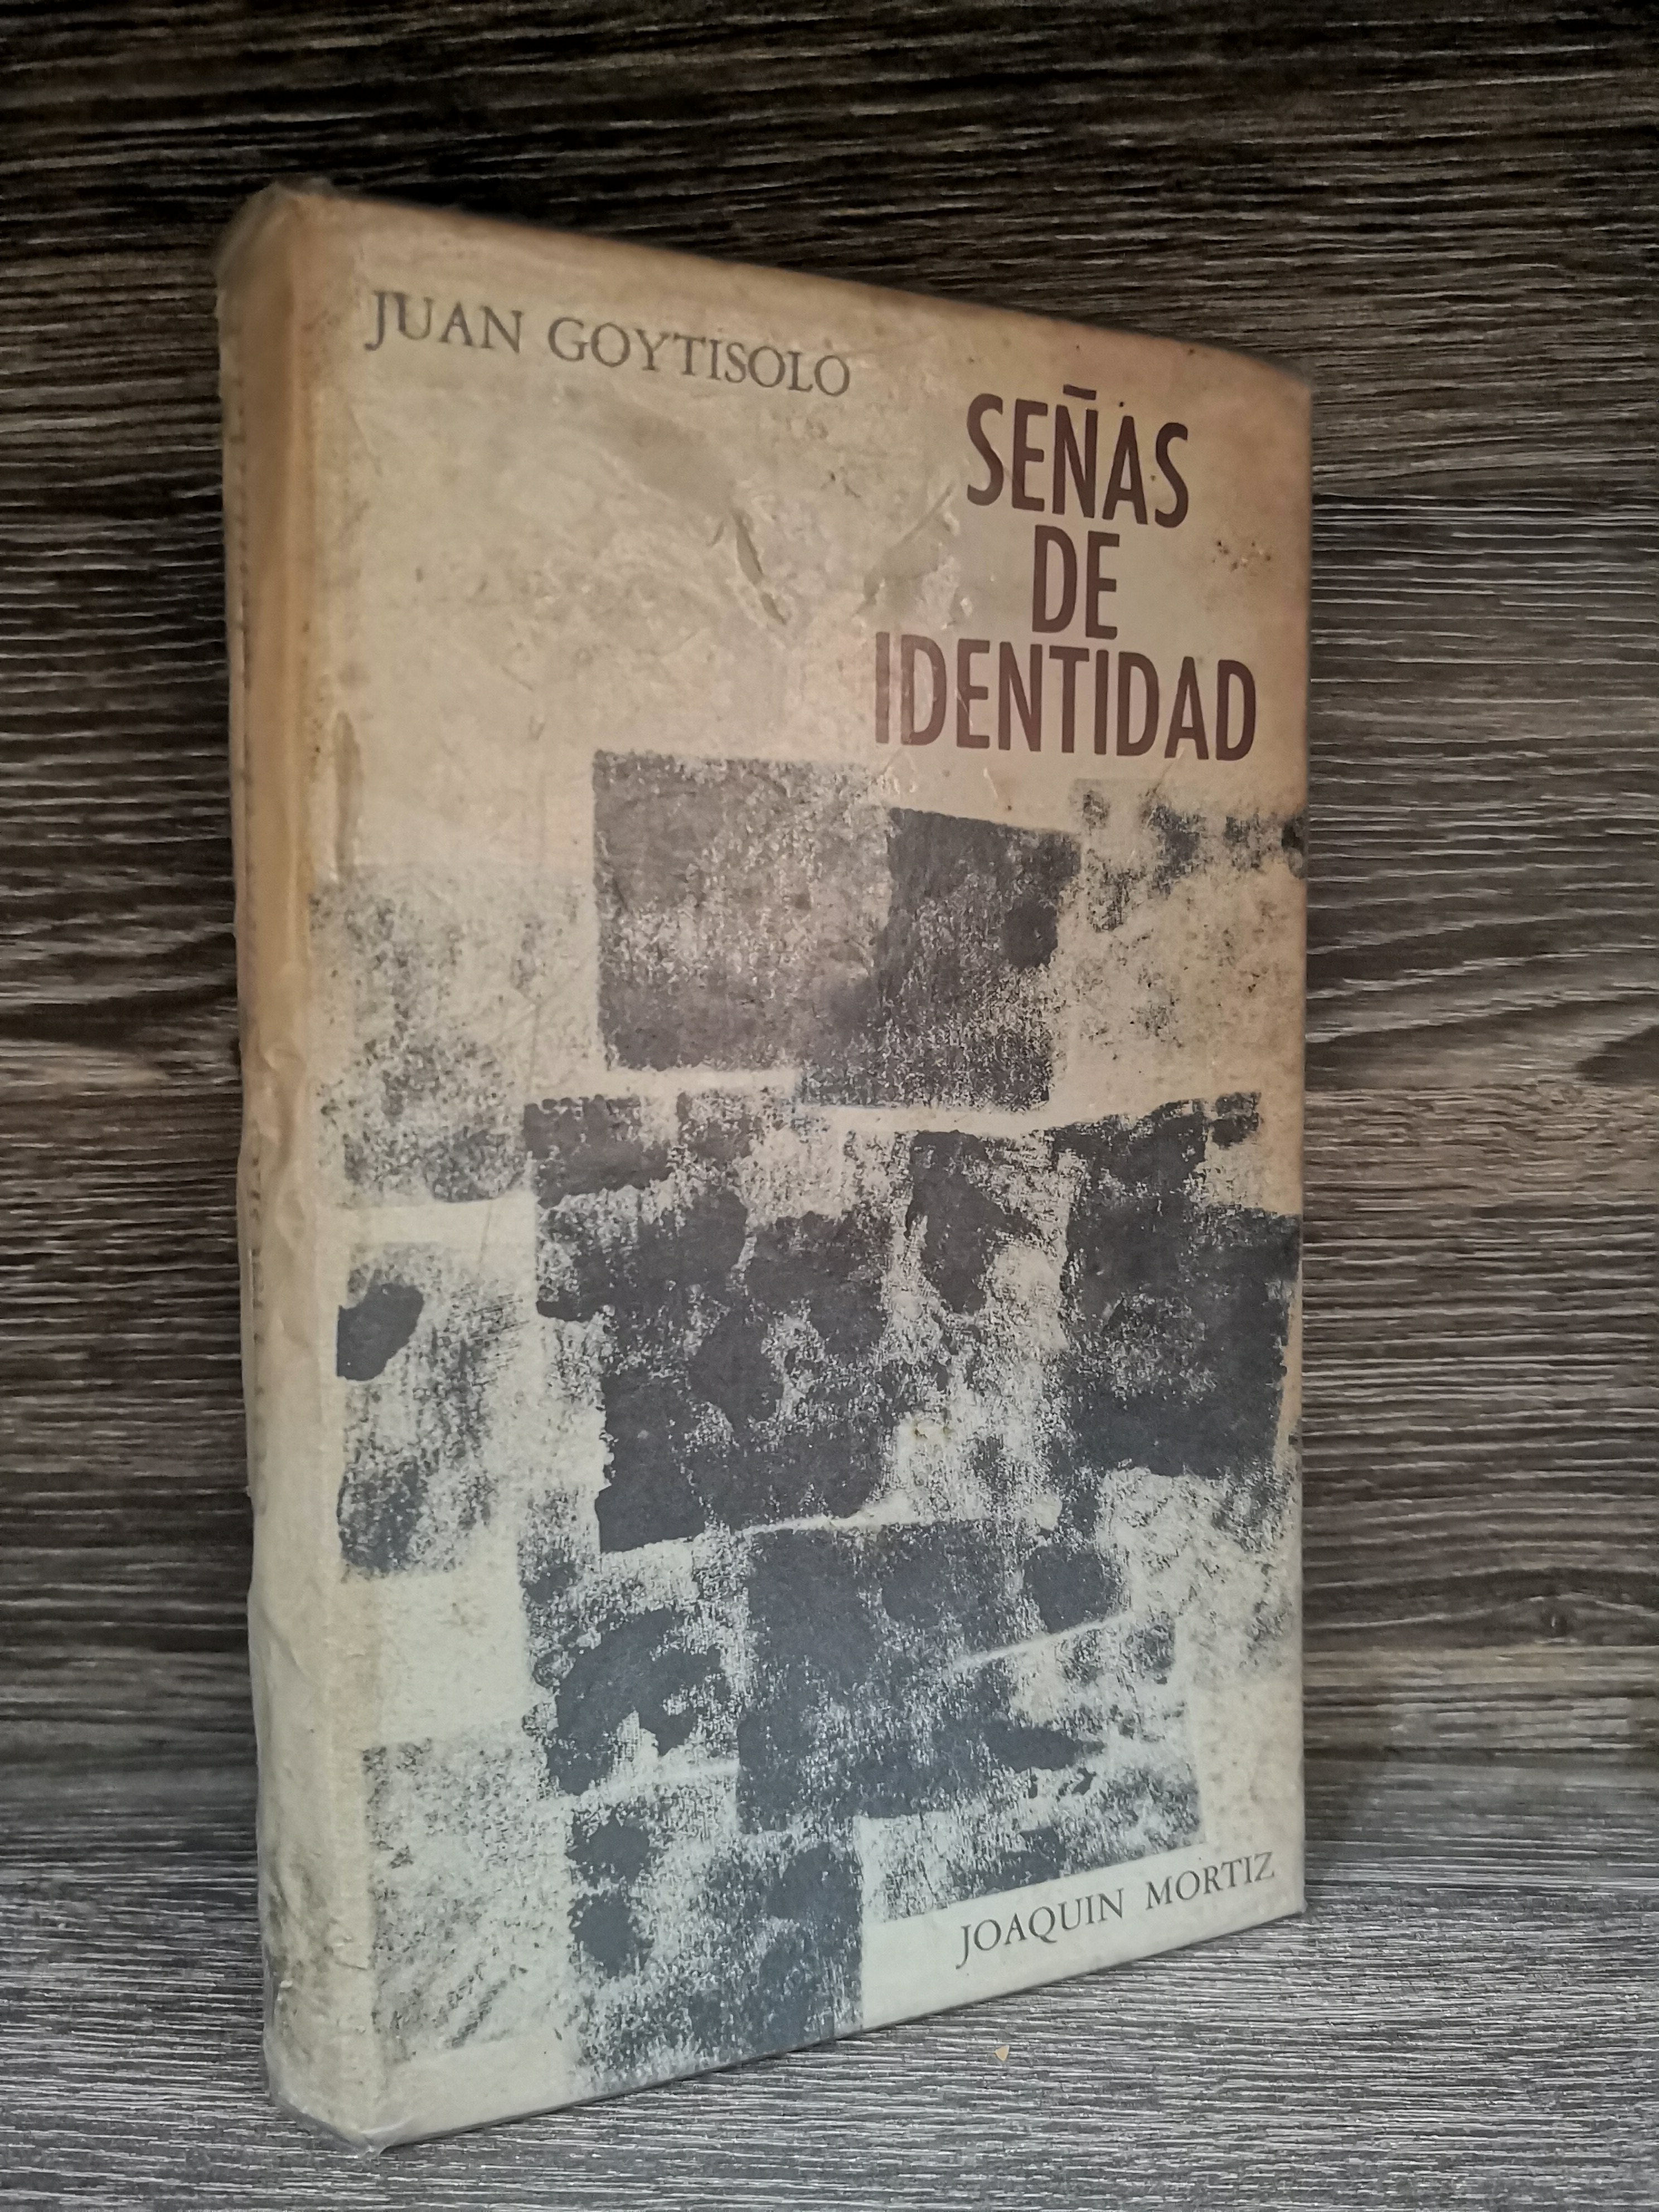 JUAN GOYTISOLO
SEÑAS
DE
IDENTIDAD
JOAQUIN MORTIZ